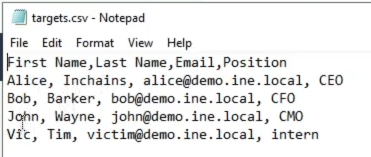 targets.csv - Notepad
File Edit Format View Help
First Name,Last Name,Email,Position
Alice, Inchains, alice@demo.ine.local, CEO
Bob, Barker, bob@demo.ine.local, CFO
John, Wayne, john@demo.ine.local, CMO
Vic, Tim, victim@demo.ine.local, intern